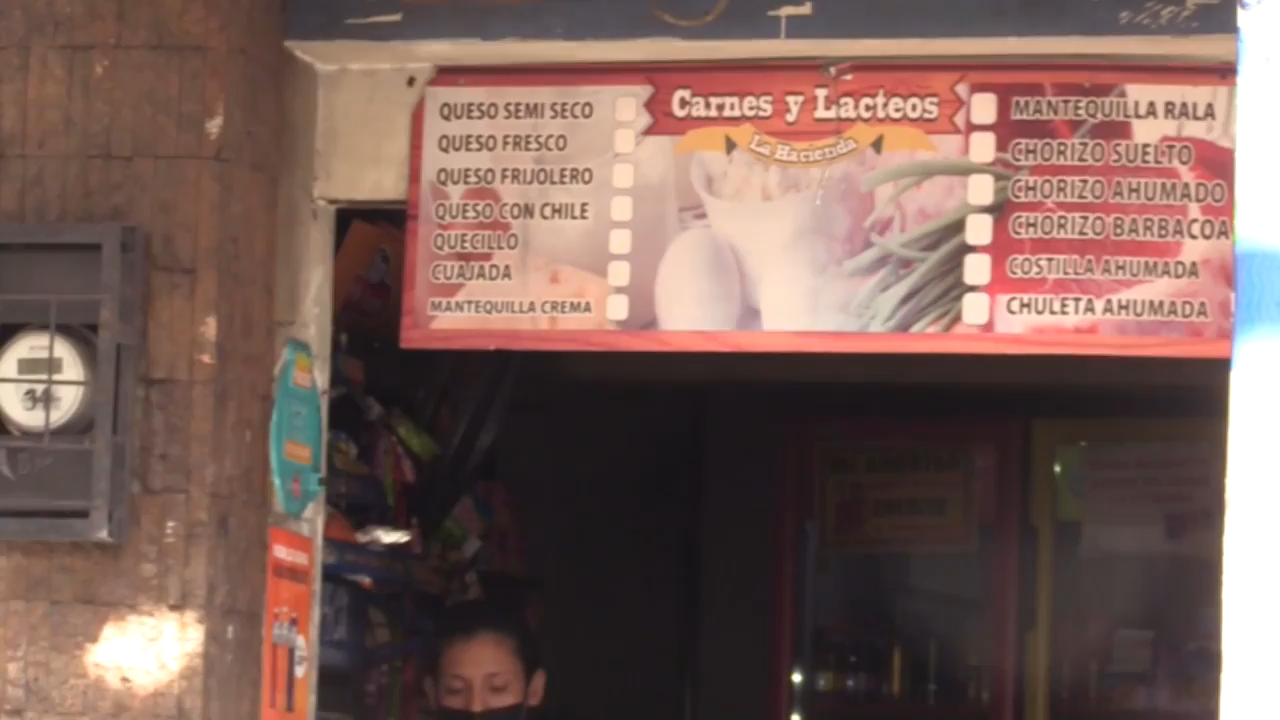 Carnes y Lacteos
La Hacienda
QUESO SEMI SECO
QUESO FRESCO
QUESO FRIJOLERO
QUESO CON CHILE
QUECILLO
CUAJADA
MANTEQUILLA CREMA
MANTEQUILLA RALA
CHORIZO SUELTO
CHORIZO AHUMADO
CHORIZO BARBACOA
COSTILLA AHUMADA
CHULETA AHUMADA